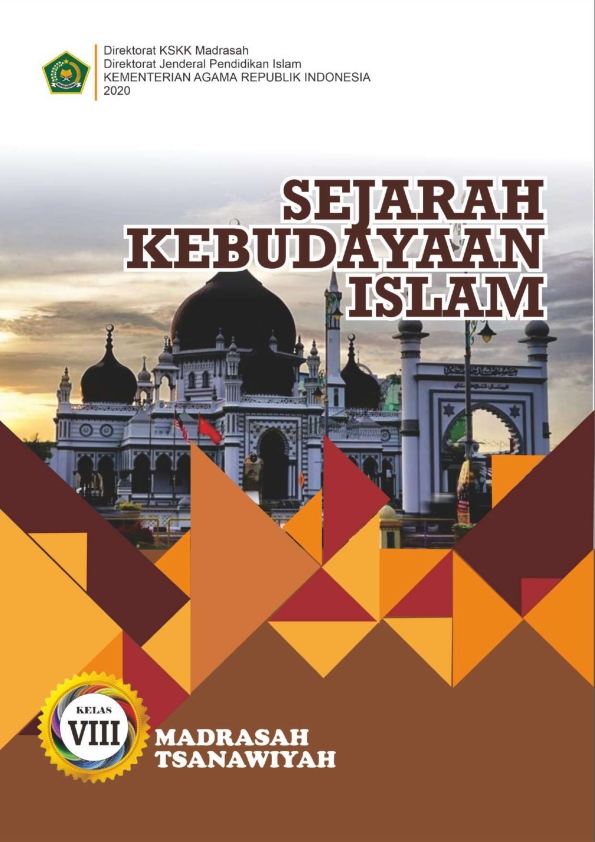 Direktorat KSKK Madrasah
Direktorat Jenderal Pendidikan Islam
KEMENTERIAN AGAMA REPUBLIK INDONESIA
2020
SEJARAH
KEBUDAYAAN
ISLAM
KELAS
VIII
MADRASAH
TSANAWIYAH